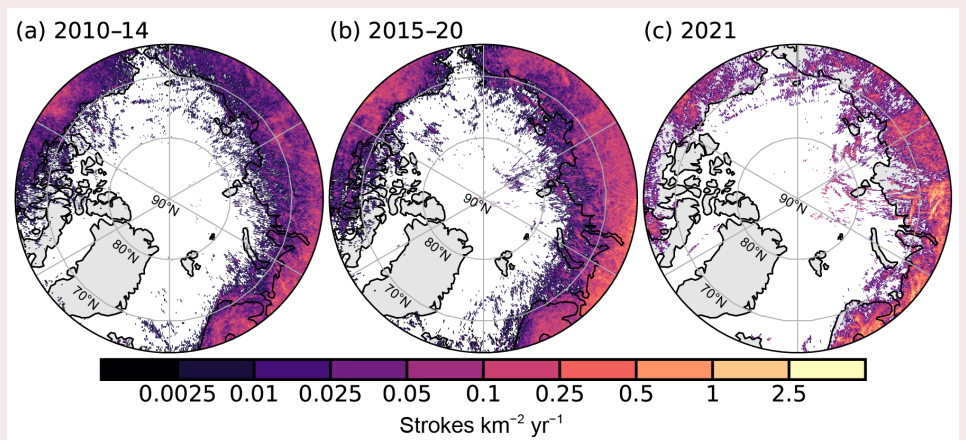 (a) 2010–14 (b) 2015–20 (c) 2021
90°N 90°N 90°N
80°N 80°N 80°N
70°N 70°N 70°N
0.0025 0.01 0.025 0.05 0.1 0.25 0.5 1 2.5
Strokes km⁻² yr⁻¹